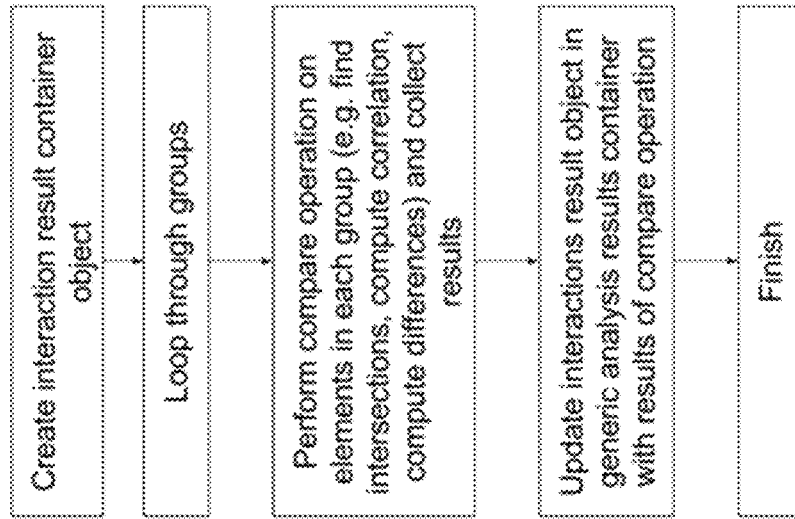 Create interaction result container
object
Loop through groups
Perform compare operation on
elements in each group (e.g. find
intersections, compute correlation,
compute differences) and collect
results
Update interactions result object in
generic analysis results container
with results of compare operation
Finish